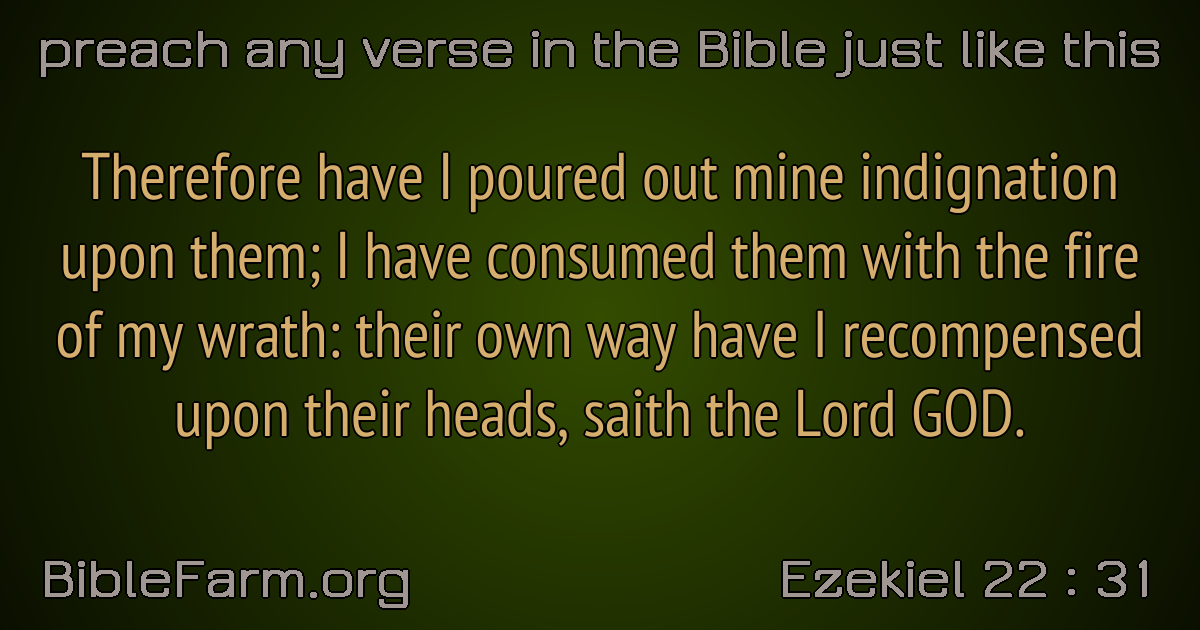 preach any verse in the Bible just like this
Therefore have I poured out mine indignation
upon them; I have consumed them with the fire
of my wrath: their own way have I recompensed
upon their heads, saith the Lord GOD.
BibleFarm.org
Ezekiel 22 : 31